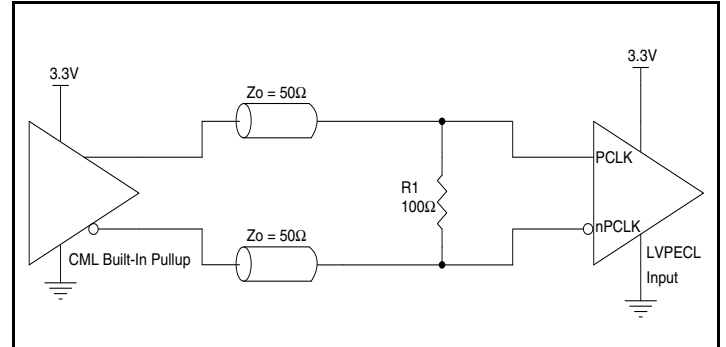 3.3V
3.3V
Zo = 50Ω
PCLK
R1
100Ω
Zo = 50Ω
nPCLK
CML Built-In Pullup
LVPECL
Input